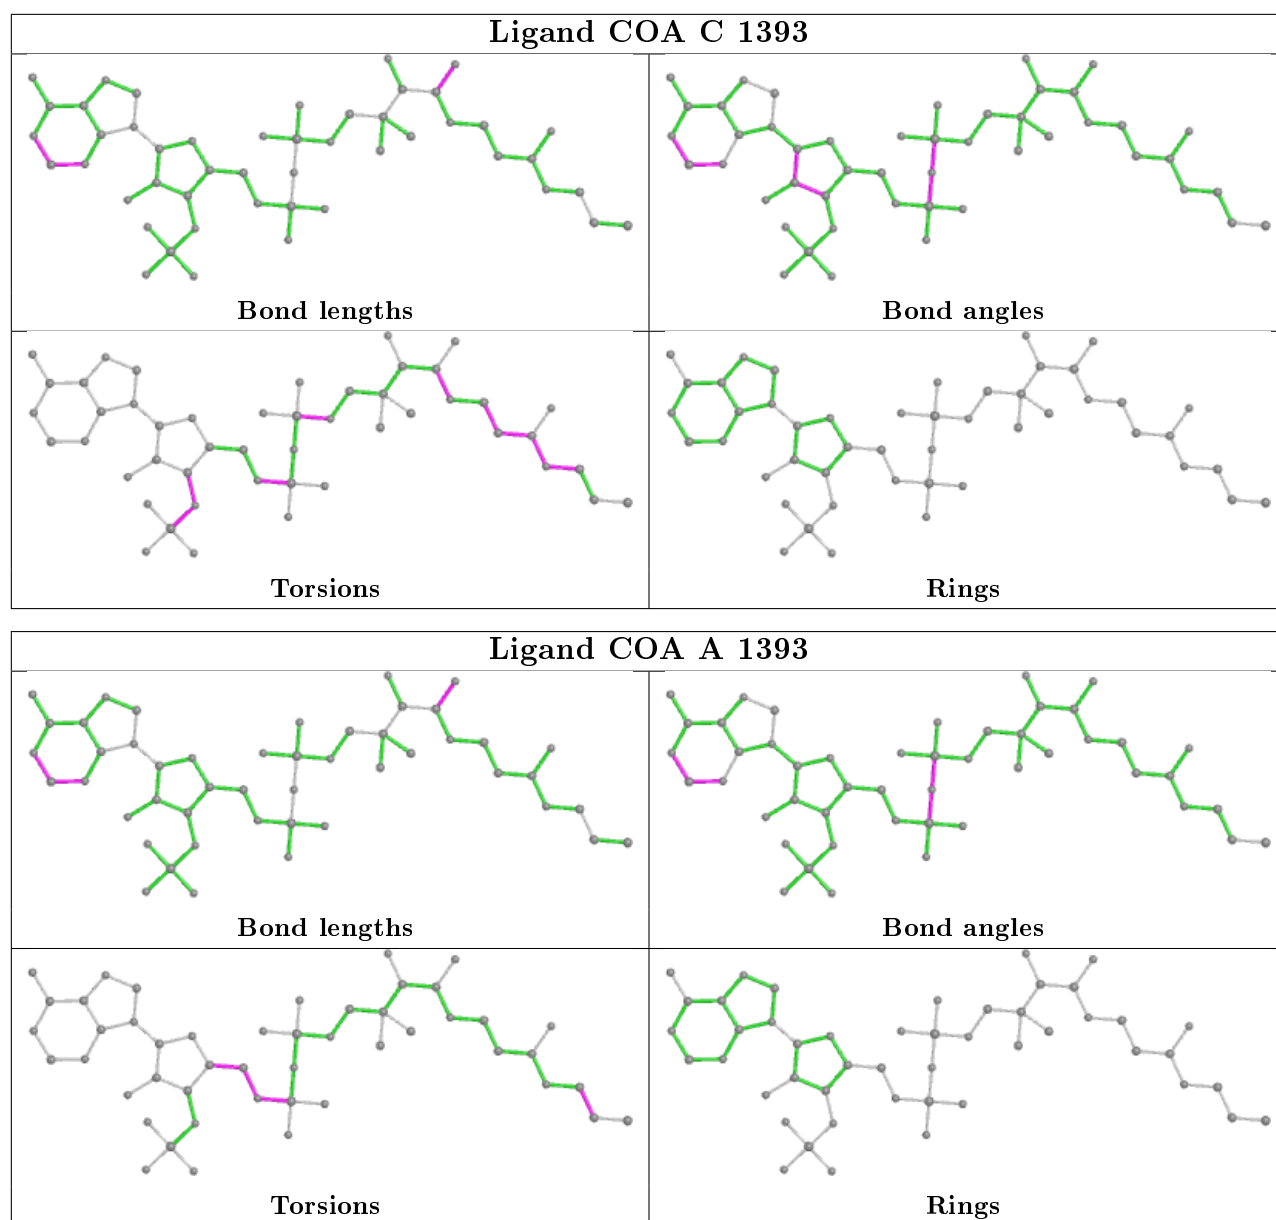 Ligand COA C 1393
Bond lengths
Bond angles
Torsions
Rings
Ligand COA A 1393
Bond lengths
Bond angles
Torsions
Rings